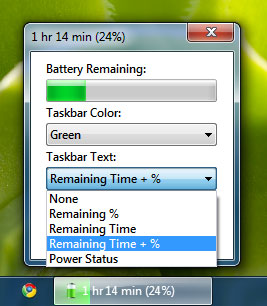 1 hr 14 min (24%)
Battery Remaining:
Taskbar Color:
Green
Taskbar Text:
Remaining Time + %
None
Remaining %
Remaining Time
Remaining Time + %
Power Status
1 hr 14 min (24%)